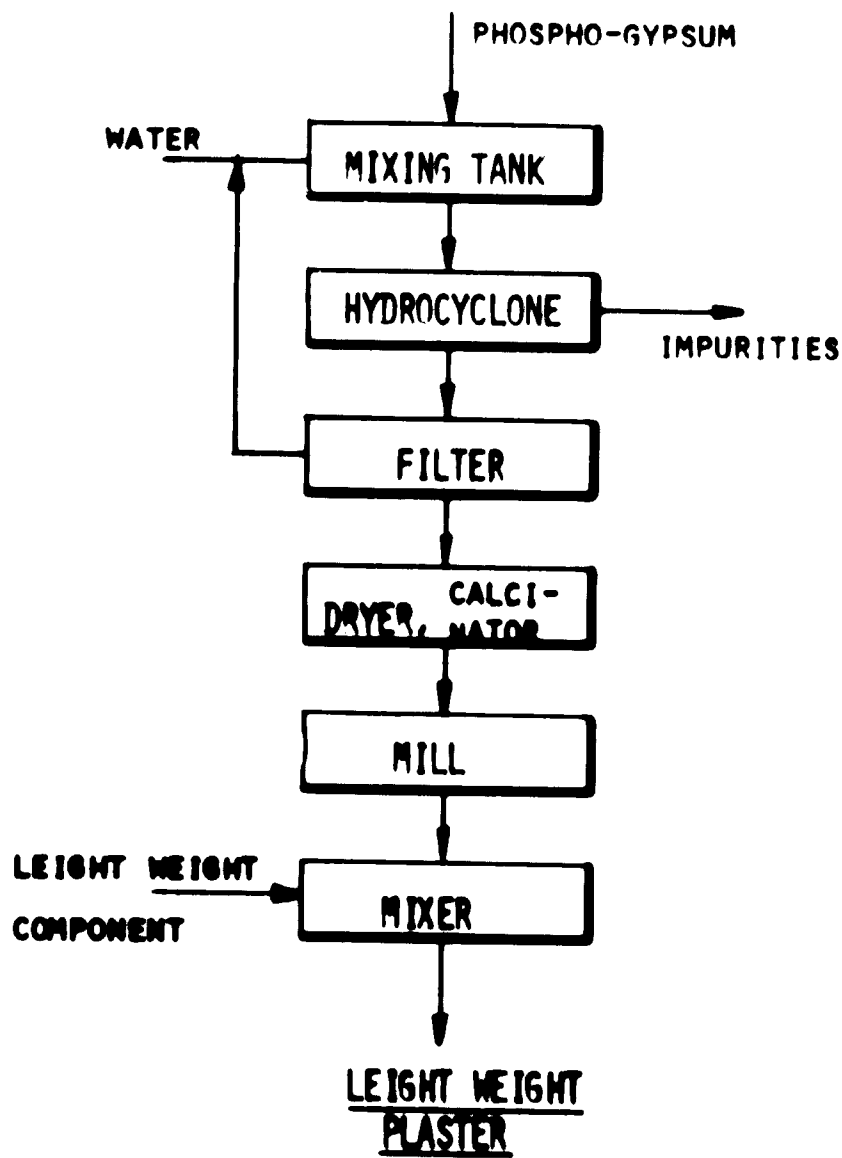 PHOSPHO-GYPSUM
WATER
MIXING TANK
HYDROCYCLONE
IMPURITIES
FILTER
DRYER, CALCI-
NATOR
MILL
LEIGHT WEIGHT
COMPONENT
MIXER
LEIGHT WEIGHT
PLASTER